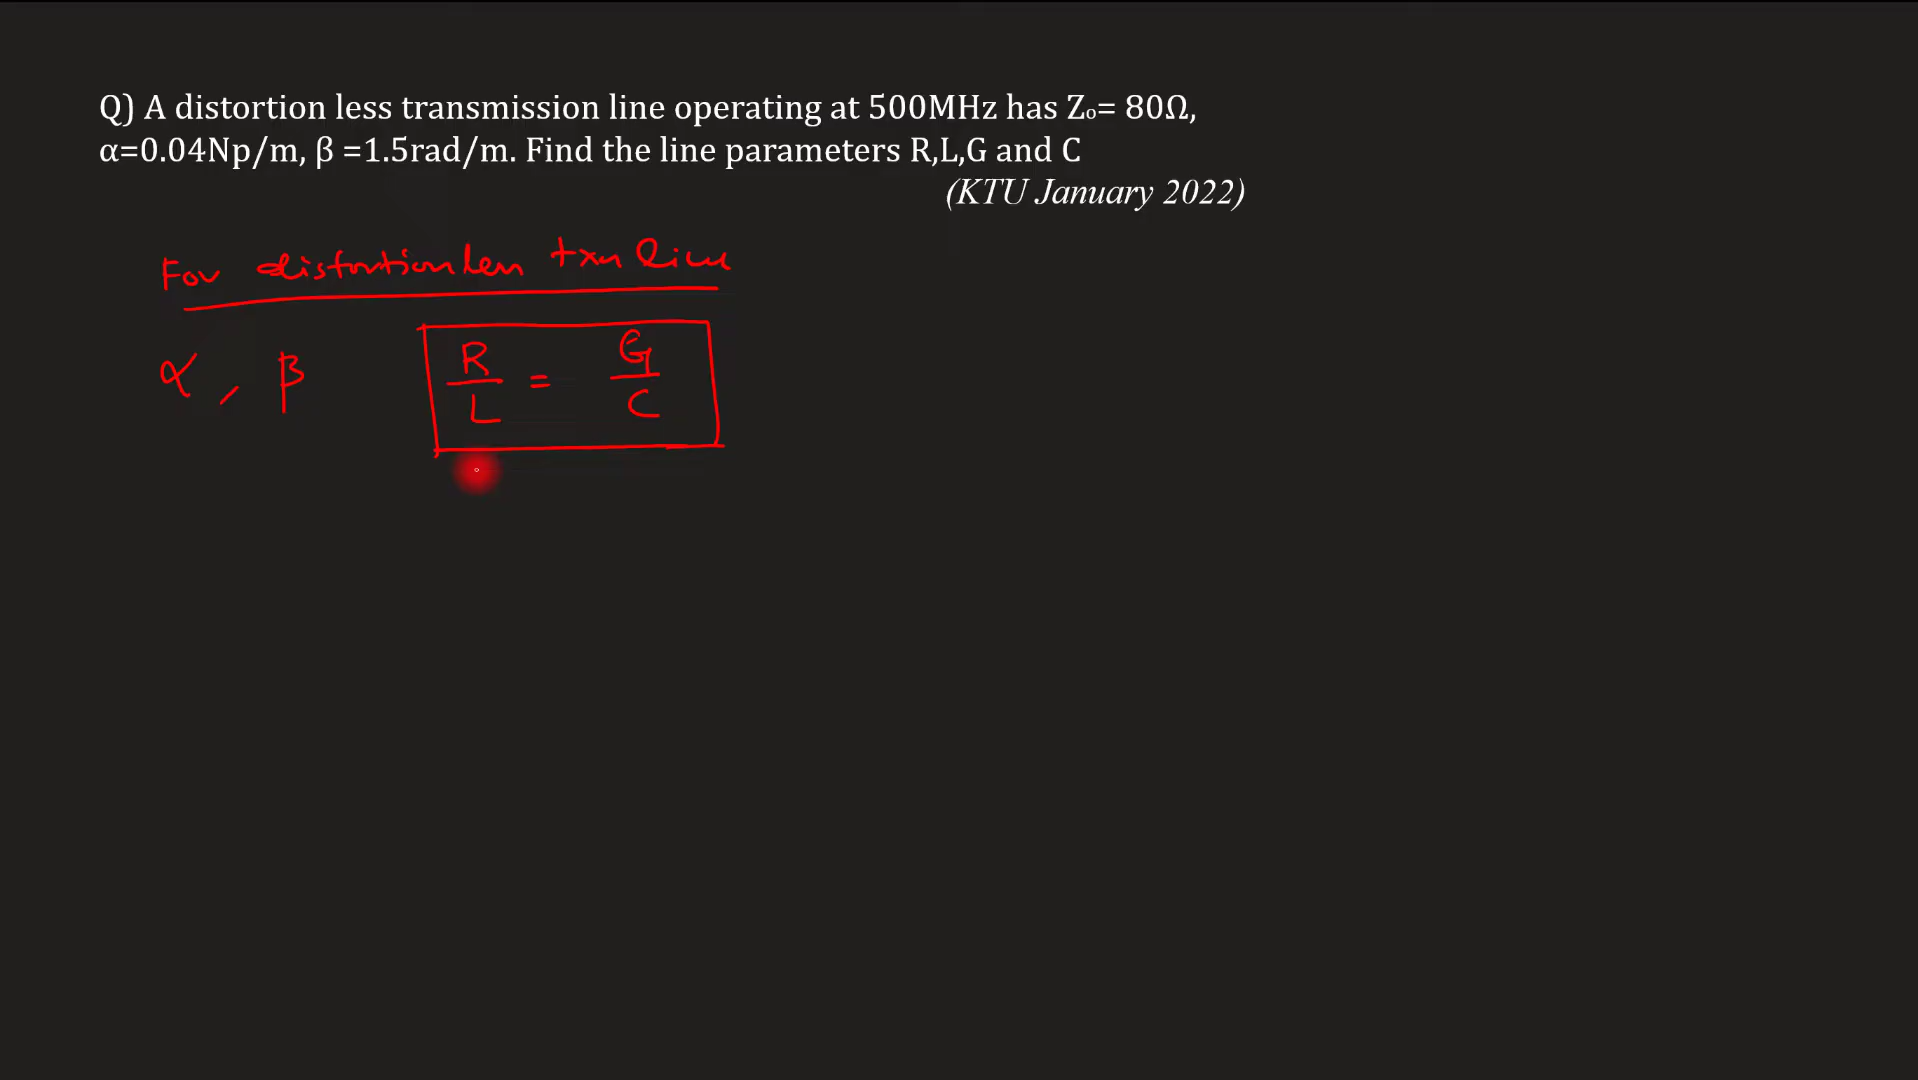 Q) A distortion less transmission line operating at 500MHz has Zo= 80Ω,
α=0.04Np/m, β =1.5rad/m. Find the line parameters R,L,G and C
(KTU January 2022)
For distortionless txn line
α, β
R/L = G/C